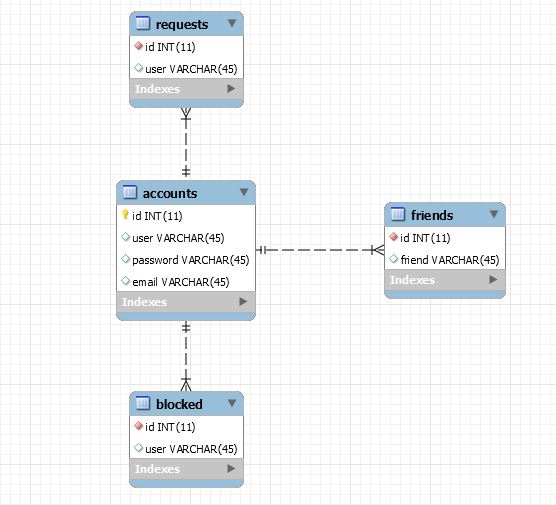 requests
id INT(11)
user VARCHAR(45)
Indexes
accounts
id INT(11)
user VARCHAR(45)
password VARCHAR(45)
email VARCHAR(45)
Indexes
friends
id INT(11)
friend VARCHAR(45)
Indexes
blocked
id INT(11)
user VARCHAR(45)
Indexes